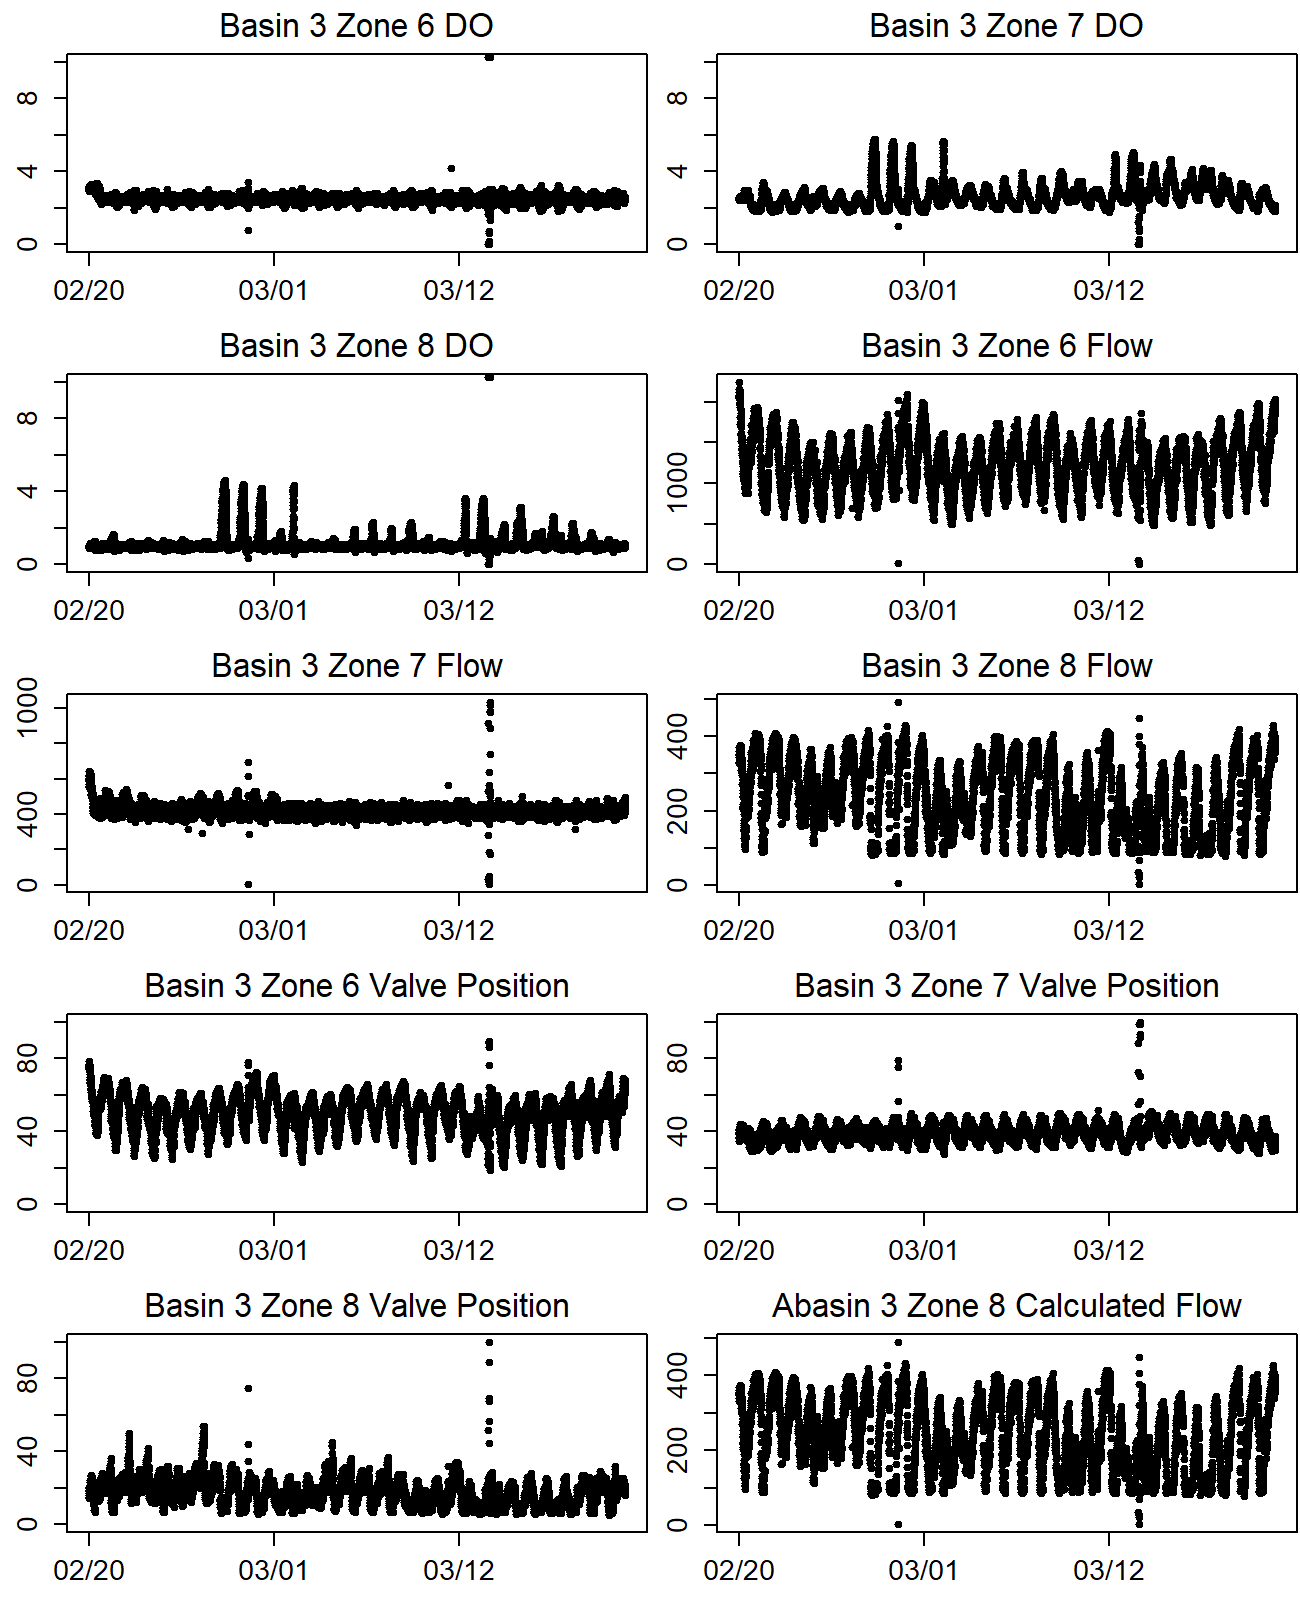 Basin 3 Zone 6 DO
0 4 8
02/20 03/01 03/12
Basin 3 Zone 7 DO
0 4 8
02/20 03/01 03/12
Basin 3 Zone 8 DO
0 4 8
02/20 03/01 03/12
Basin 3 Zone 6 Flow
0 1000
02/20 03/01 03/12
Basin 3 Zone 7 Flow
0 400 1000
02/20 03/01 03/12
Basin 3 Zone 8 Flow
0 200 400
02/20 03/01 03/12
Basin 3 Zone 6 Valve Position
0 40 80
02/20 03/01 03/12
Basin 3 Zone 7 Valve Position
0 40 80
02/20 03/01 03/12
Basin 3 Zone 8 Valve Position
0 40 80
02/20 03/01 03/12
Abasin 3 Zone 8 Calculated Flow
0 200 400
02/20 03/01 03/12